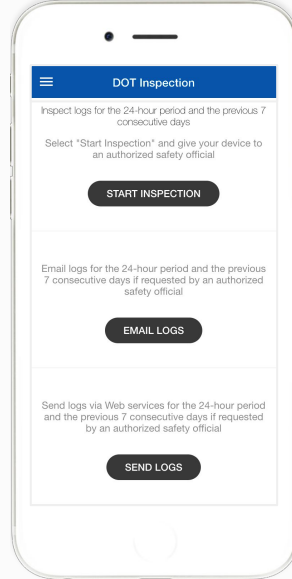 DOT Inspection
Inspect logs for the 24-hour period and the previous 7
consecutive days
Select "Start Inspection" and give your device to
an authorized safety official
START INSPECTION
Email logs for the 24-hour period and the previous
7 consecutive days if requested by an authorized
safety official
EMAIL LOGS
Send logs via Web services for the 24-hour period
and the previous 7 consecutive days if requested
by an authorized safety official
SEND LOGS